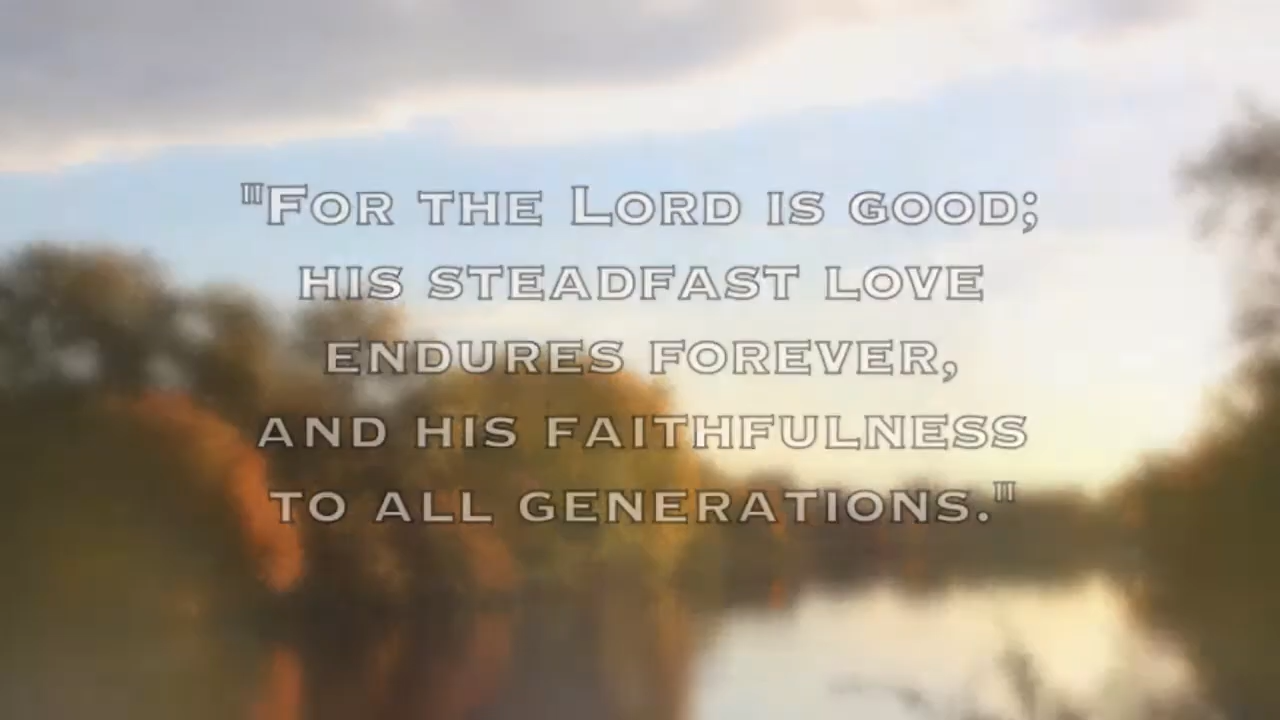 "For the Lord is good;
his steadfast love
endures forever,
and his faithfulness
to all generations."